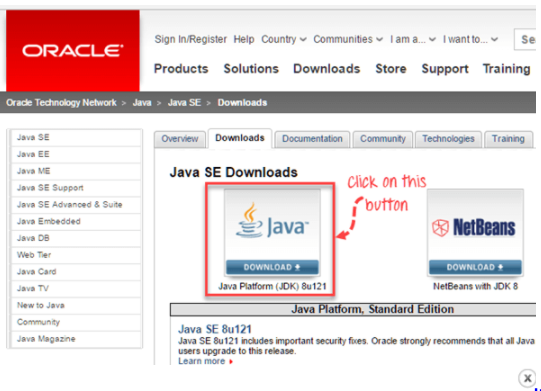 ORACLE
Sign In/Register Help Country Communities I am a... I want to...
Products Solutions Downloads Store Support Training
Oracle Technology Network > Java > Java SE > Downloads
Java SE
Java EE
Java ME
Java SE Support
Java SE Advanced & Suite
Java Embedded
Java DB
Web Tier
Java Card
Java TV
New to Java
Community
Java Magazine
Overview Downloads Documentation Community Technologies Training
Java SE Downloads
Click on this
button
Java
DOWNLOAD
Java Platform (JDK) 8u121
NetBeans
DOWNLOAD
NetBeans with JDK 8
Java Platform, Standard Edition
Java SE 8u121
Java SE 8u121 includes important security fixes. Oracle strongly recommends that all Java
users upgrade to this release.
Learn more
X